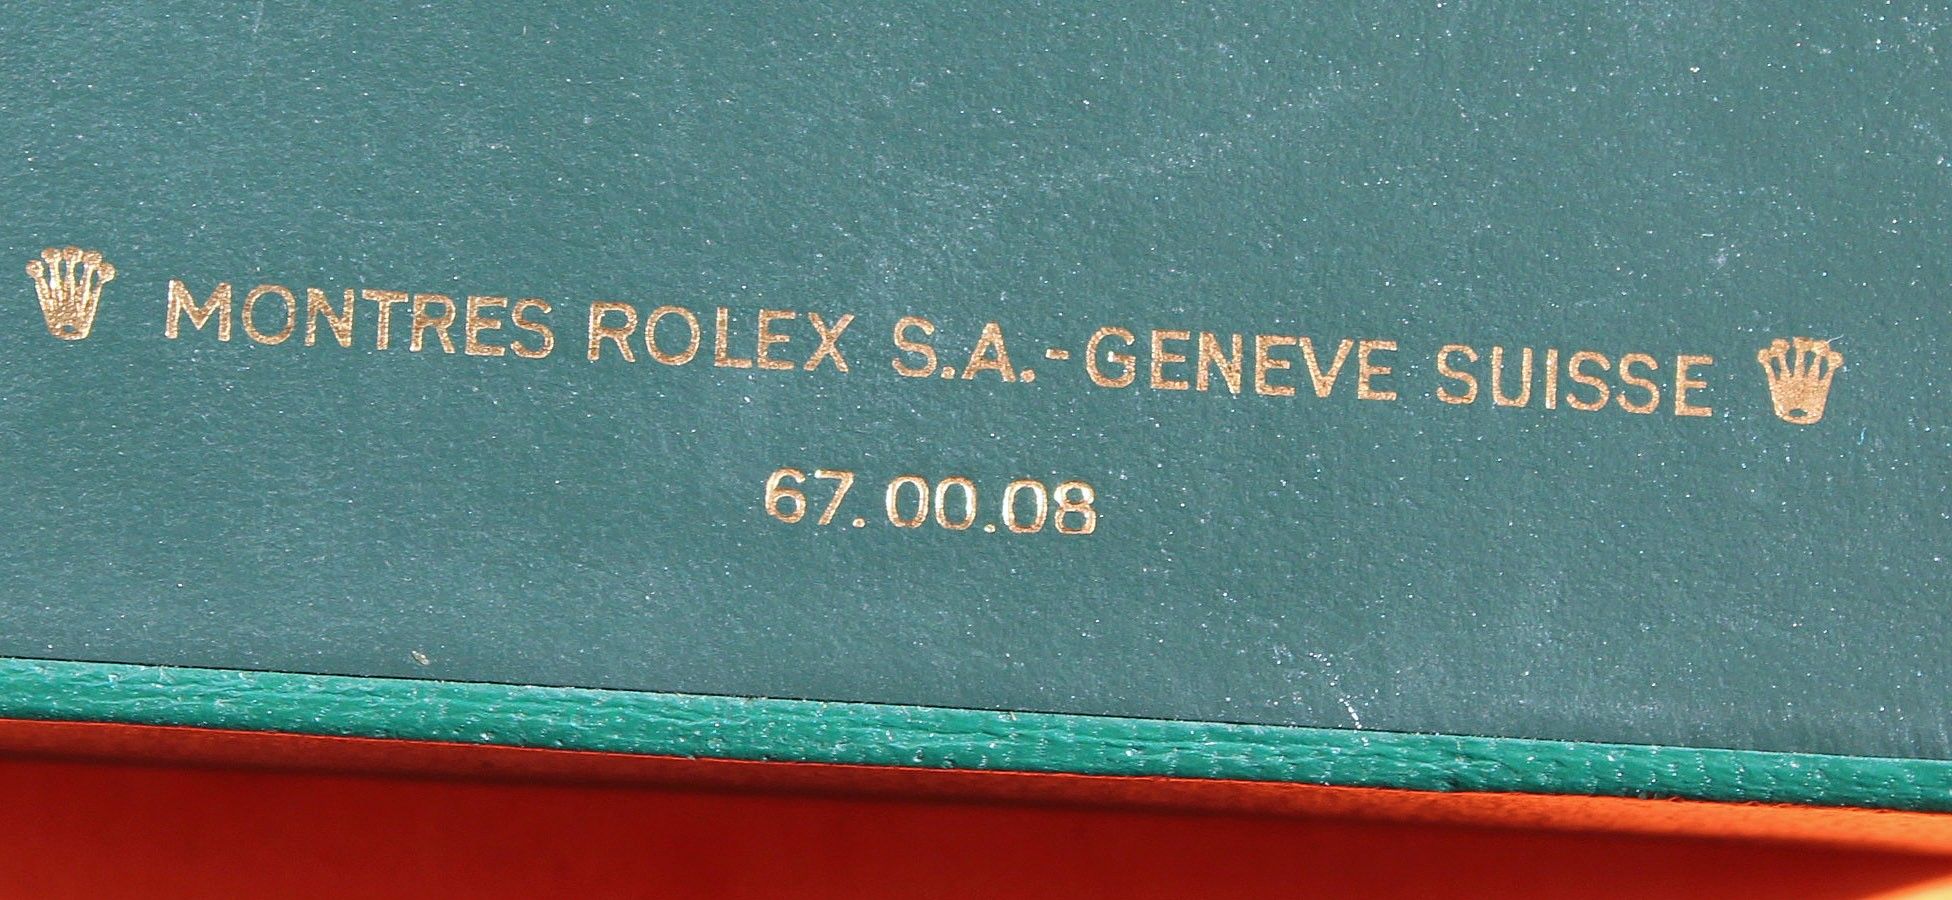 MONTRES ROLEX S.A.-GENEVE SUISSE
67.00.08